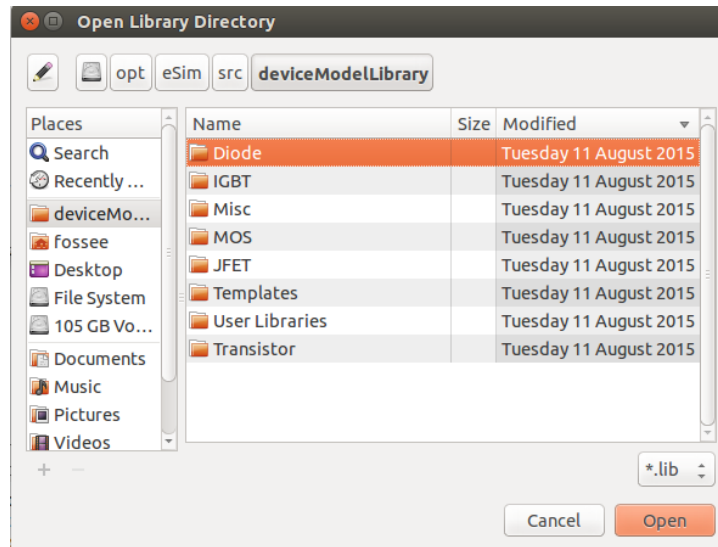 Open Library Directory
opt eSim src deviceModelLibrary
Places
Search
Recently ...
deviceMo...
fossee
Desktop
File System
105 GB Vo...
Documents
Music
Pictures
Videos
Name Size Modified
Diode Tuesday 11 August 2015
IGBT Tuesday 11 August 2015
Misc Tuesday 11 August 2015
MOS Tuesday 11 August 2015
JFET Tuesday 11 August 2015
Templates Tuesday 11 August 2015
User Libraries Tuesday 11 August 2015
Transistor Tuesday 11 August 2015
*.lib
Cancel Open